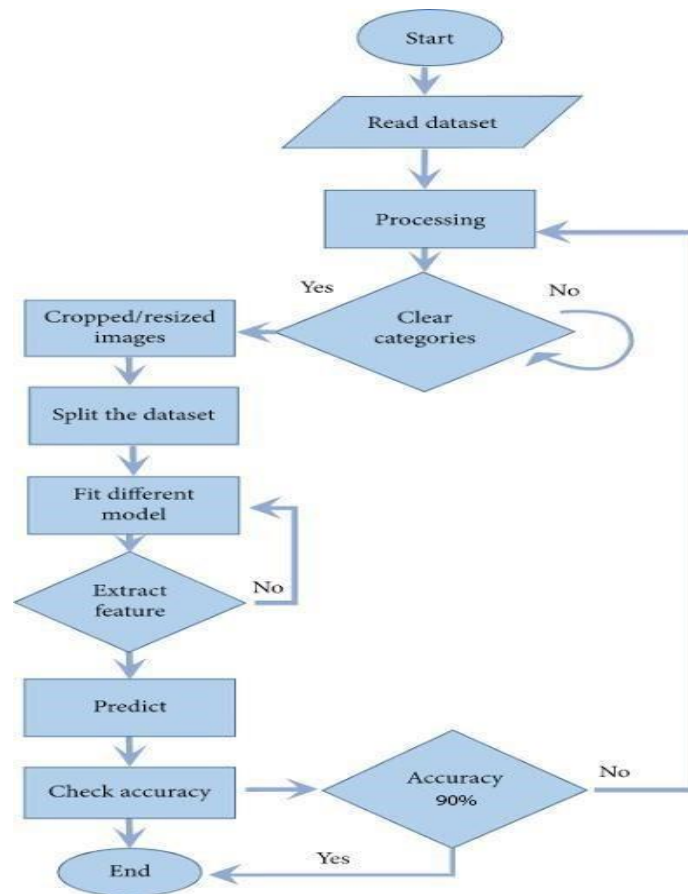 Start
Read dataset
Processing
Yes
No
Clear
categories
Cropped/resized
images
Split the dataset
Fit different
model
Extract
feature
No
Predict
Check accuracy
Accuracy
90%
No
Yes
End